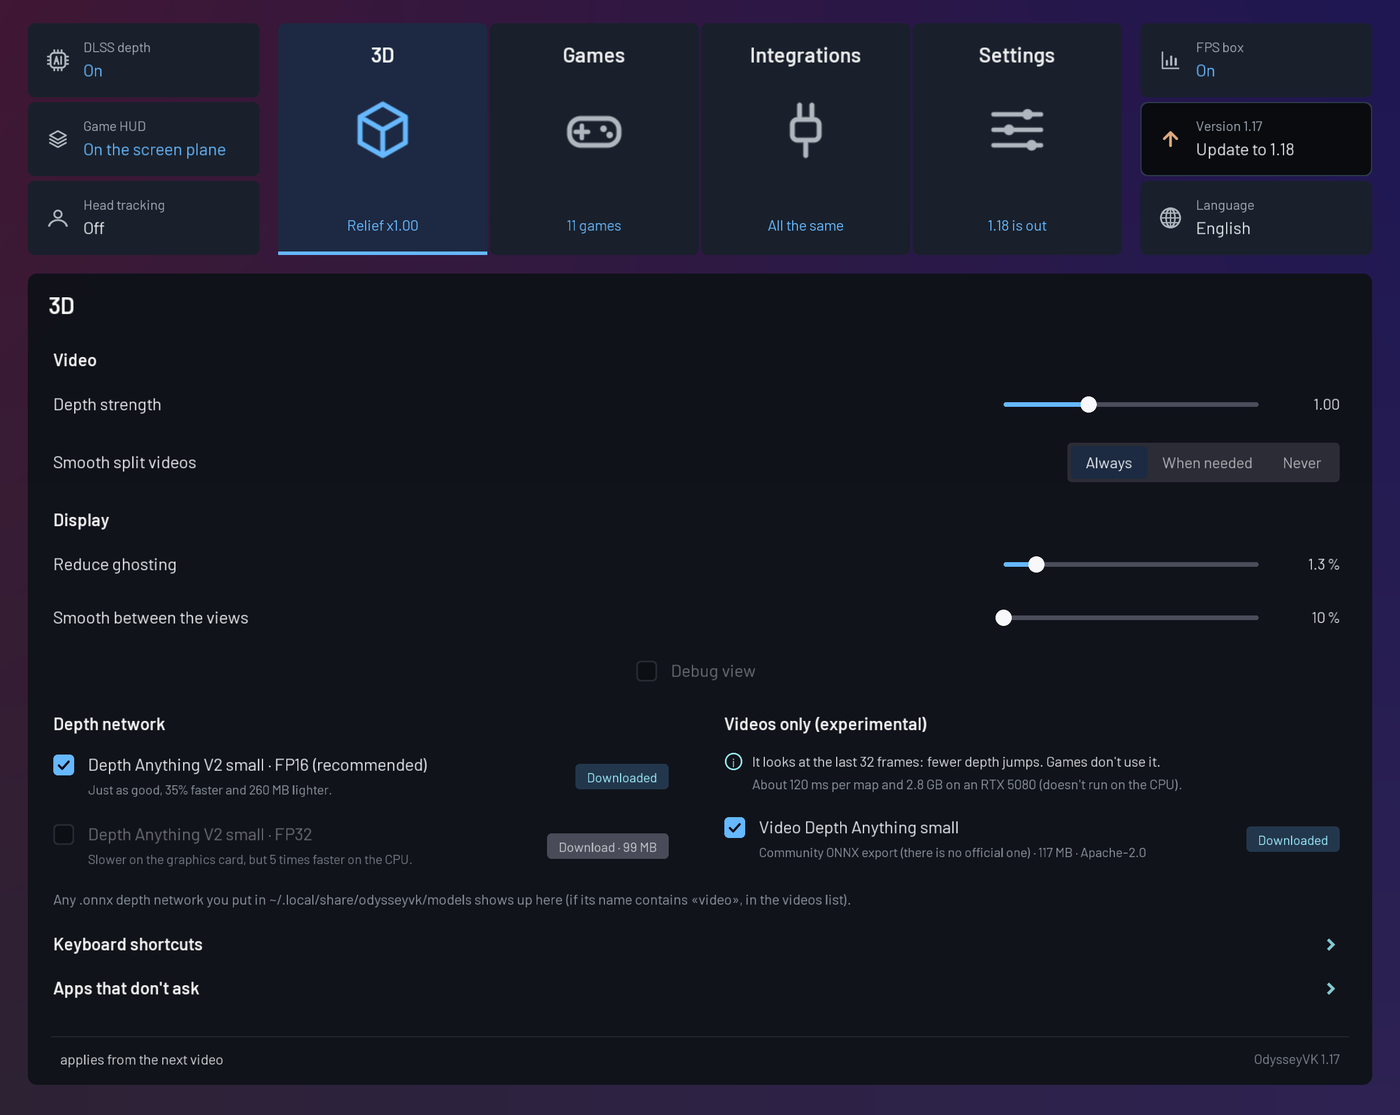 DLSS depth
On
Game HUD
On the screen plane
Head tracking
Off
3D
Relief x1.00
Games
11 games
Integrations
All the same
Settings
1.18 is out
FPS box
On
Version 1.17
Update to 1.18
Language
English
3D
Video
Depth strength
1.00
Smooth split videos
Always
When needed
Never
Display
Reduce ghosting
1.3 %
Smooth between the views
10 %
Debug view
Depth network
Depth Anything V2 small · FP16 (recommended)
Just as good, 35% faster and 260 MB lighter.
Downloaded
Depth Anything V2 small · FP32
Slower on the graphics card, but 5 times faster on the CPU.
Download · 99 MB
Videos only (experimental)
It looks at the last 32 frames: fewer depth jumps. Games don't use it.
About 120 ms per map and 2.8 GB on an RTX 5080 (doesn't run on the CPU).
Video Depth Anything small
Community ONNX export (there is no official one) · 117 MB · Apache-2.0
Downloaded
Any .onnx depth network you put in ~/.local/share/odysseyvk/models shows up here (if its name contains «video», in the videos list).
Keyboard shortcuts
Apps that don't ask
applies from the next video
OdysseyVK 1.17